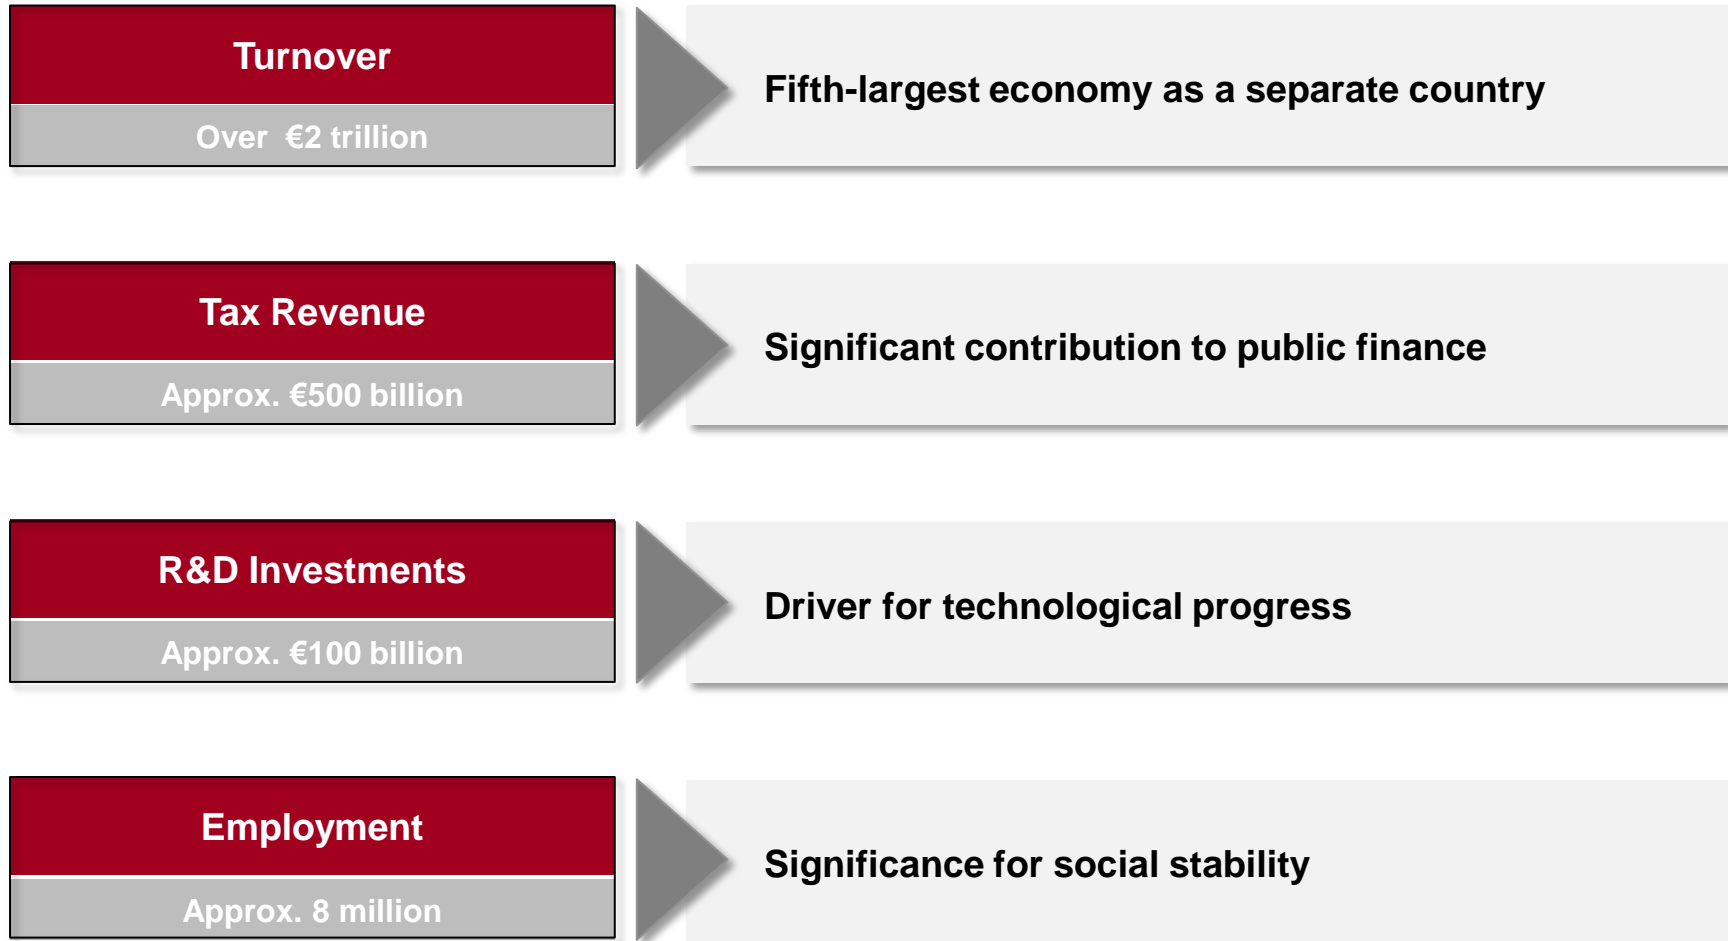 Turnover
Over €2 trillion
Fifth-largest economy as a separate country
Tax Revenue
Approx. €500 billion
Significant contribution to public finance
R&D Investments
Approx. €100 billion
Driver for technological progress
Employment
Approx. 8 million
Significance for social stability